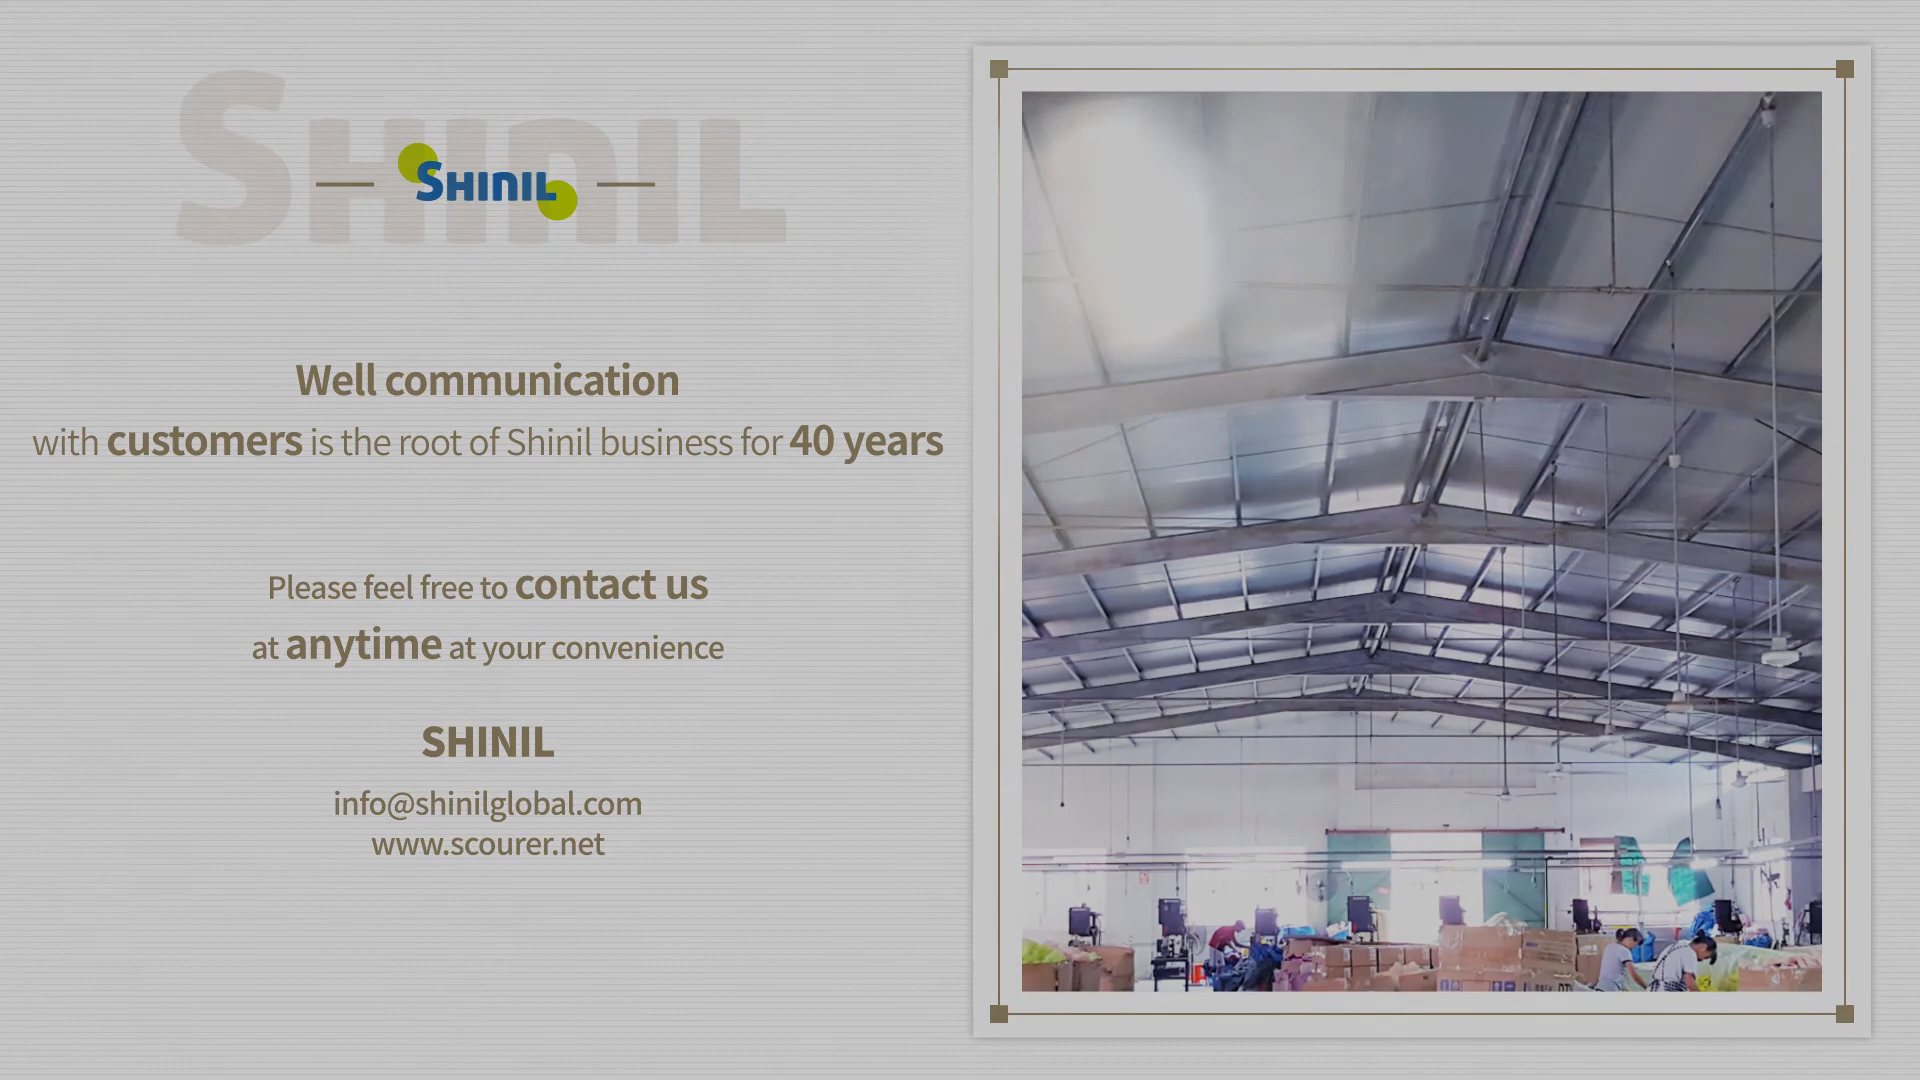 SHINIL
SHINIL
Well communication
with customers is the root of Shinil business for 40 years
Please feel free to contact us
at anytime at your convenience
SHINIL
info@shinilglobal.com
www.scourer.net